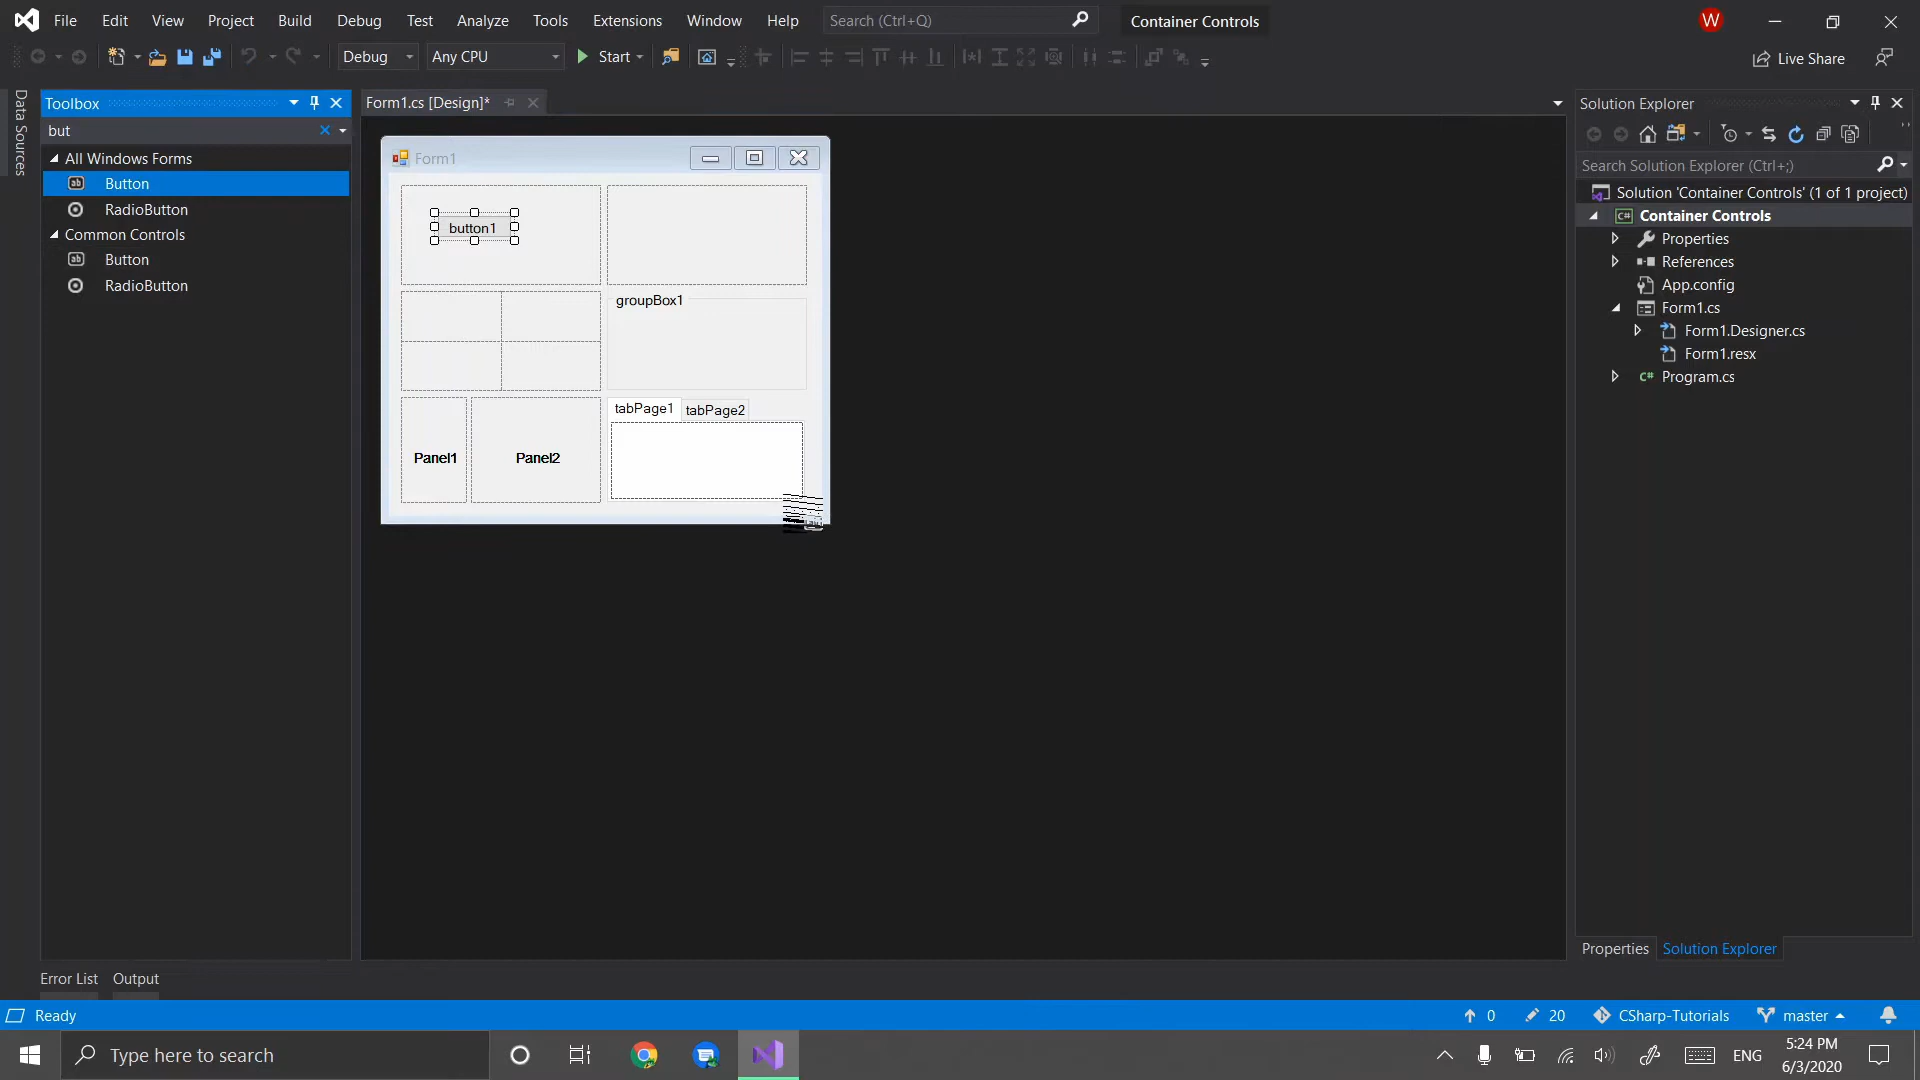 File Edit View Project Build Debug Test Analyze Tools Extensions Window Help Search (Ctrl+Q) Container Controls W
Debug Any CPU Start Live Share
Data Sources
Toolbox
but
All Windows Forms
Button
RadioButton
Common Controls
Button
RadioButton
Form1.cs [Design]*
Form1
button1
groupBox1
tabPage1 tabPage2
Panel1 Panel2
Solution Explorer
Search Solution Explorer (Ctrl+;)
Solution 'Container Controls' (1 of 1 project)
C# Container Controls
Properties
References
App.config
Form1.cs
Form1.Designer.cs
Form1.resx
C# Program.cs
Properties Solution Explorer
Error List Output
Ready 0 20 CSharp-Tutorials master
Type here to search ENG 5:24 PM
6/3/2020